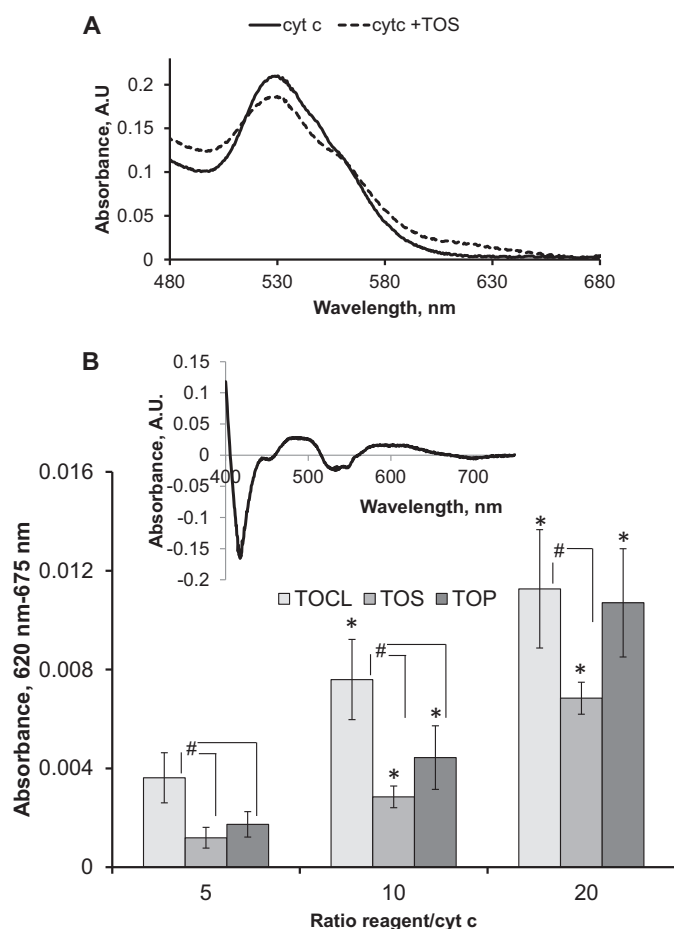 A
cyt c cytc +TOS
Absorbance, A.U
0.2
0.15
0.1
0.05
0
480 530 580 630 680
Wavelength, nm
B
Absorbance, A.U.
0.15
0.1
0.05
0
-0.05
-0.1
-0.15
-0.2
400 500 600 700
Wavelength, nm
Absorbance, 620 nm-675 nm
0.016
0.012
0.008
0.004
0
TOCL TOS TOP
# 
# * * *
# * * *
5 10 20
Ratio reagent/cyt c